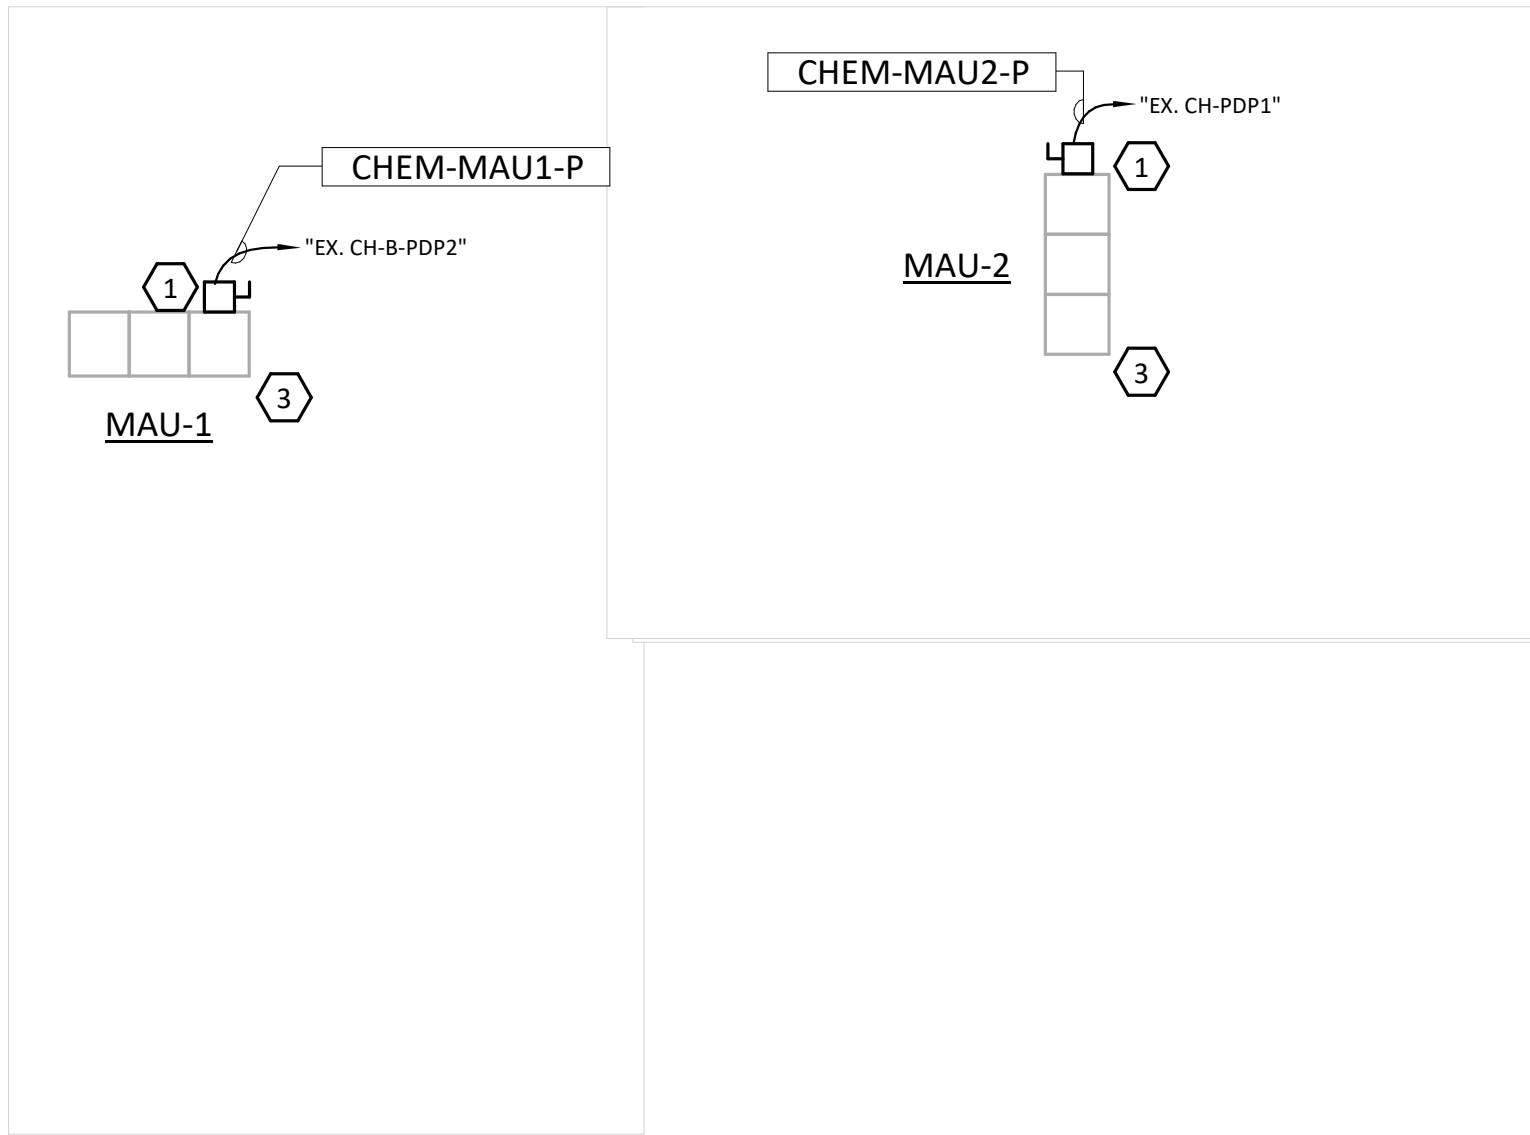 CHEM-MAU1-P
"EX. CH-B-PDP2"
1
3
MAU-1
CHEM-MAU2-P
"EX. CH-PDP1"
1
MAU-2
3